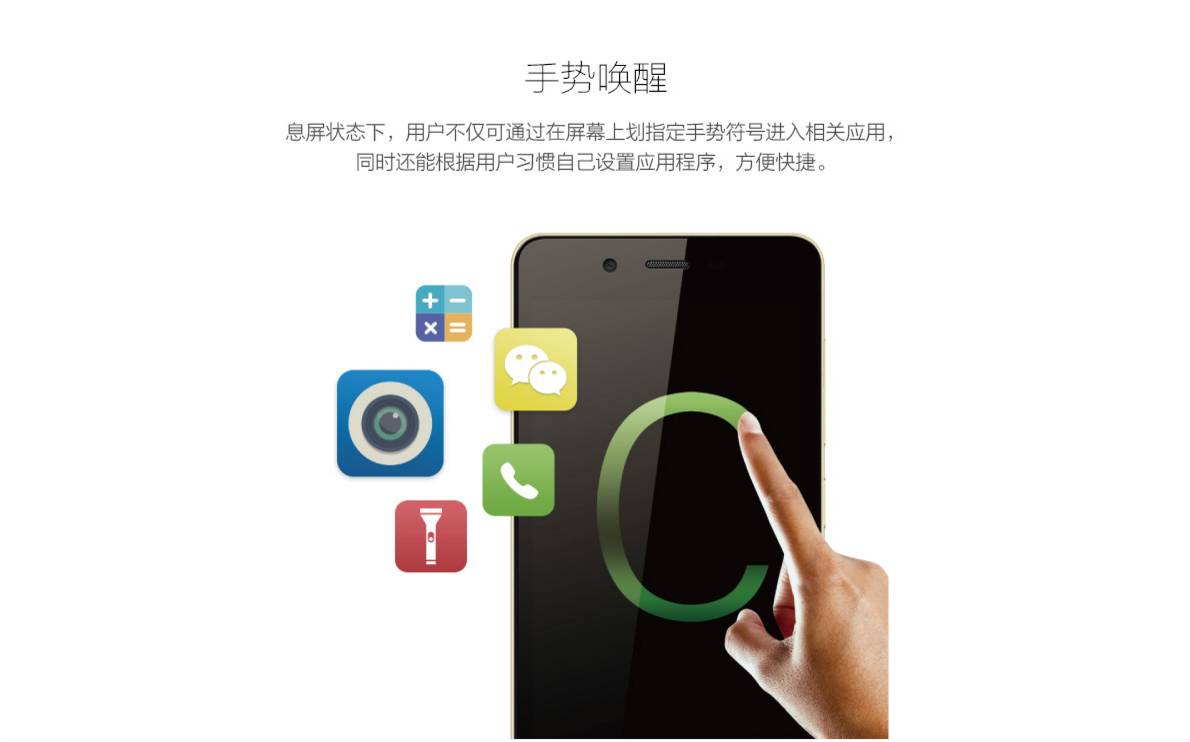 手势唤醒
息屏状态下，用户不仅可通过在屏幕上划指定手势符号进入相关应用，
同时还能根据用户习惯自己设置应用程序，方便快捷。
C